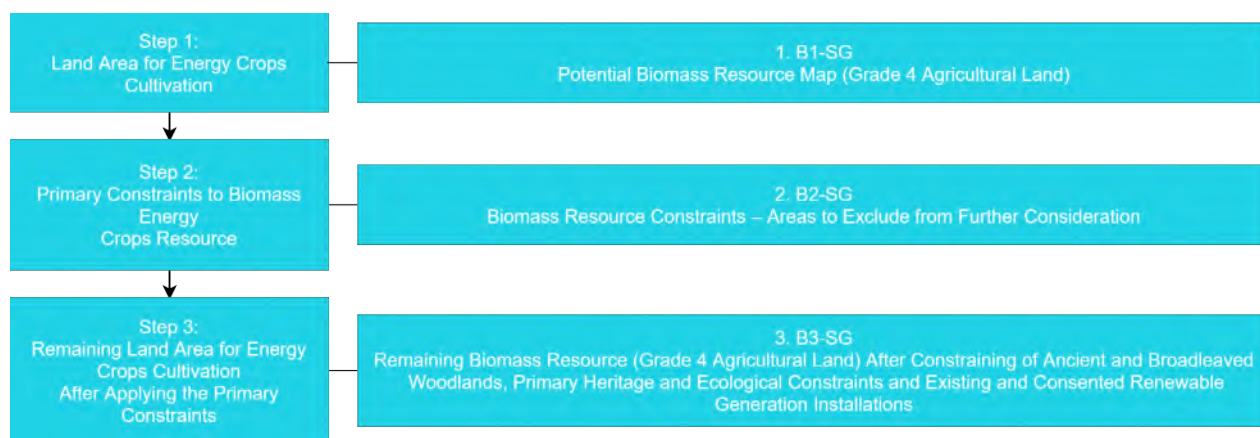 Step 1:
Land Area for Energy Crops
Cultivation
1. B1-SG
Potential Biomass Resource Map (Grade 4 Agricultural Land)
Step 2:
Primary Constraints to Biomass
Energy
Crops Resource
2. B2-SG
Biomass Resource Constraints – Areas to Exclude from Further Consideration
Step 3:
Remaining Land Area for Energy
Crops Cultivation
After Applying the Primary
Constraints
3. B3-SG
Remaining Biomass Resource (Grade 4 Agricultural Land) After Constraining of Ancient and Broadleaved
Woodlands, Primary Heritage and Ecological Constraints and Existing and Consented Renewable
Generation Installations